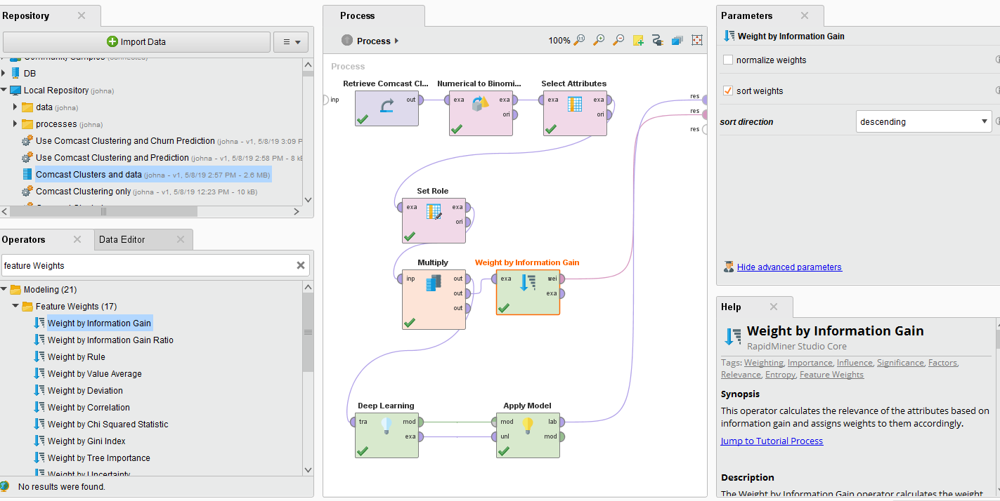 Repository
Import Data
Community Samples (connected)
DB
Local Repository (johna)
data (johna)
processes (johna)
Use Comcast Clustering and Churn Prediction (johna - v1, 5/8/19 3:09 P
Use Comcast Clustering and Prediction (johna - v1, 5/8/19 2:58 PM - 8 kB
Comcast Clusters and data (johna - v1, 5/8/19 2:57 PM - 2.6 MB)
Comcast Clustering only (johna - v1, 5/8/19 12:23 PM - 10 kB)
Operators
Data Editor
feature Weights
Modeling (21)
Feature Weights (17)
Weight by Information Gain
Weight by Information Gain Ratio
Weight by Rule
Weight by Value Average
Weight by Deviation
Weight by Correlation
Weight by Chi Squared Statistic
Weight by Gini Index
Weight by Tree Importance
Weight by Uncertainty
No results were found.
Process
Process
100%
Process
inp
Retrieve Comcast Cl...
out
Numerical to Binomi...
exa
exa
ori
Select Attributes
exa
exa
ori
res
res
res
Set Role
exa
exa
ori
Multiply
inp
out
out
out
Weight by Information Gain
exa
wei
exa
Deep Learning
tra
mod
exa
Apply Model
mod
lab
unl
mod
Parameters
Weight by Information Gain
normalize weights
sort weights
sort direction
descending
Hide advanced parameters
Help
Weight by Information Gain
RapidMiner Studio Core
Tags: Weighting, Importance, Influence, Significance, Factors,
Relevance, Entropy, Feature Weights
Synopsis
This operator calculates the relevance of the attributes based on
information gain and assigns weights to them accordingly.
Jump to Tutorial Process
Description
The Weight by Information Gain operator calculates the weight